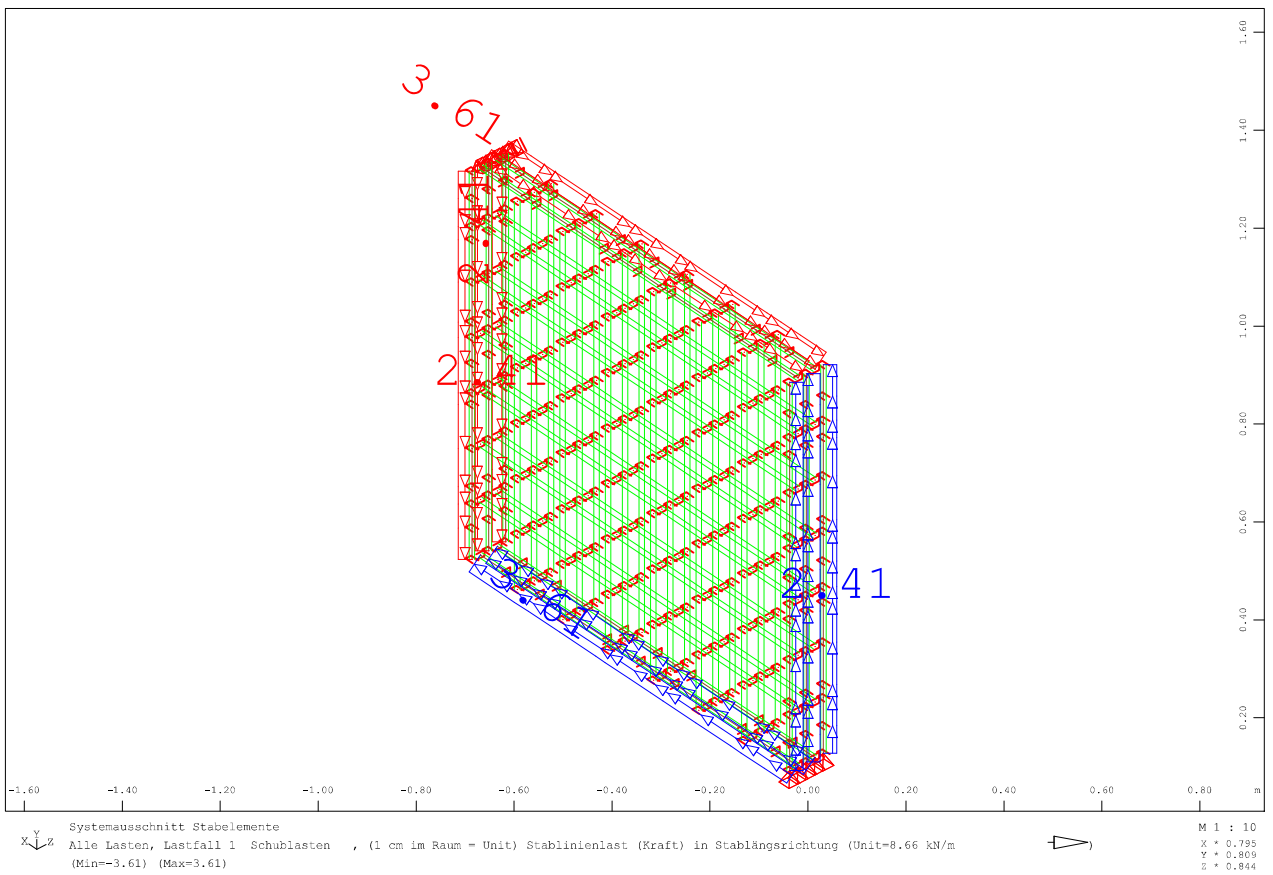 1.60
3.61
1.40
2.41
1.20
1.00
2.41
0.80
0.60
3.61
2.41
0.40
0.20
-1.60 -1.40 -1.20 -1.00 -0.80 -0.60 -0.40 -0.20 0.00 0.20 0.40 0.60 0.80 m
Systemausschnitt Stabelemente
M 1 : 10
X Y Z
Alle Lasten, Lastfall 1 Schublasten , (1 cm im Raum = Unit) Stablinienlast (Kraft) in Stablängsrichtung (Unit=8.66 kN/m )
X * 0.795
Y * 0.809
(Min=-3.61) (Max=3.61)
Z * 0.844